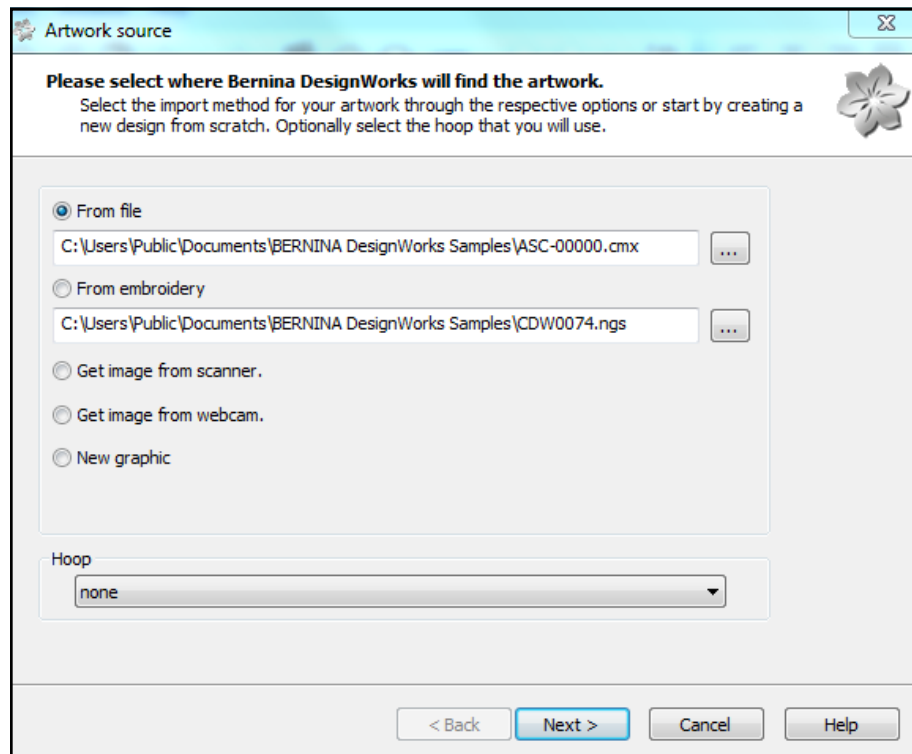 Artwork source
Please select where Bernina DesignWorks will find the artwork.
Select the import method for your artwork through the respective options or start by creating a
new design from scratch. Optionally select the hoop that you will use.
From file
C:\Users\Public\Documents\BERNINA DesignWorks Samples\ASC-00000.cmx
...
From embroidery
C:\Users\Public\Documents\BERNINA DesignWorks Samples\CDW0074.ngs
...
Get image from scanner.
Get image from webcam.
New graphic
Hoop
none
< Back Next > Cancel Help